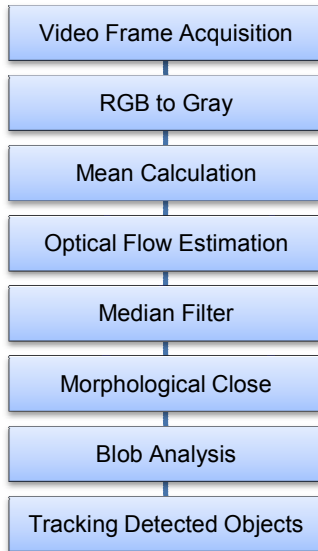 Video Frame Acquisition
RGB to Gray
Mean Calculation
Optical Flow Estimation
Median Filter
Morphological Close
Blob Analysis
Tracking Detected Objects